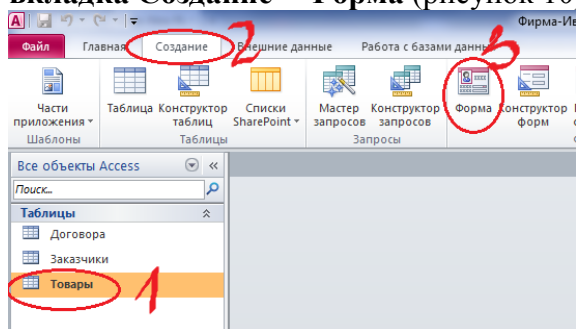 вкладка Создание – Форма (рисунок 10
A
Фирма-Ив
Файл Главная Создание Внешние данные Работа с базами данных
2
3
Части приложения
Таблица
Конструктор таблиц
Списки SharePoint
Мастер запросов
Конструктор запросов
Форма
Конструктор форм
Шаблоны Таблицы Запросы
Все объекты Access «
Поиск...
Таблицы
Договора
Заказчики
Товары
1